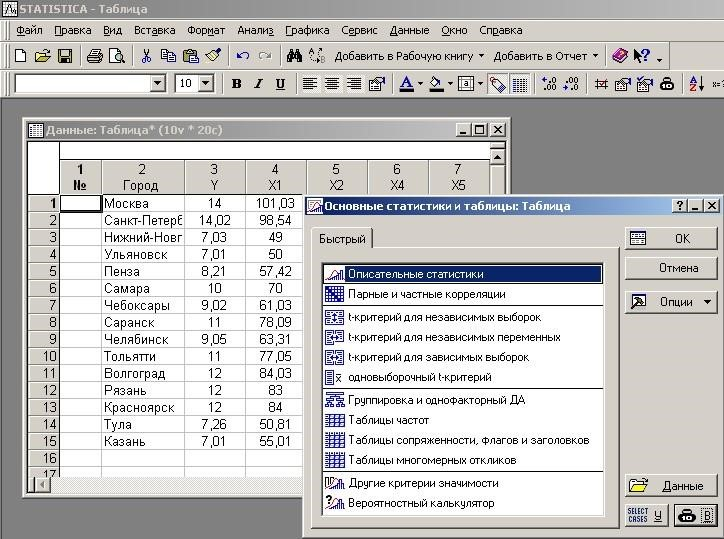 STATISTICA - Таблица
Файл Правка Вид Вставка Формат Анализ Графика Сервис Данные Окно Справка
Добавить в Рабочую книгу Добавить в Отчет
10 B I U
Данные: Таблица* (10v * 20c)
1 2 3 4 5 6 7
№ Город Y X1 X2 X4 X5
1 Москва 14 101,03
2 Санкт-Петерб 14,02 98,54
3 Нижний-Новг 7,03 49
4 Ульяновск 7,01 50
5 Пенза 8,21 57,42
6 Самара 10 70
7 Чебоксары 9,02 61,03
8 Саранск 11 78,09
9 Челябинск 9,05 63,31
10 Тольятти 11 77,05
11 Волгоград 12 84,03
12 Рязань 12 83
13 Красноярск 12 84
14 Тула 7,26 50,81
15 Казань 7,01 55,01
16
17
Основные статистики и таблицы: Таблица
Быстрый
Описательные статистики
Парные и частные корреляции
t-критерий для независимых выборок
t-критерий для независимых переменных
t-критерий для зависимых выборок
одновыборочный t-критерий
Группировка и однофакторный ДА
Таблицы частот
Таблицы сопряженности, флагов и заголовков
Таблицы многомерных откликов
Другие критерии значимости
Вероятностный калькулятор
OK
Отмена
Опции
Данные
SELECT CASES